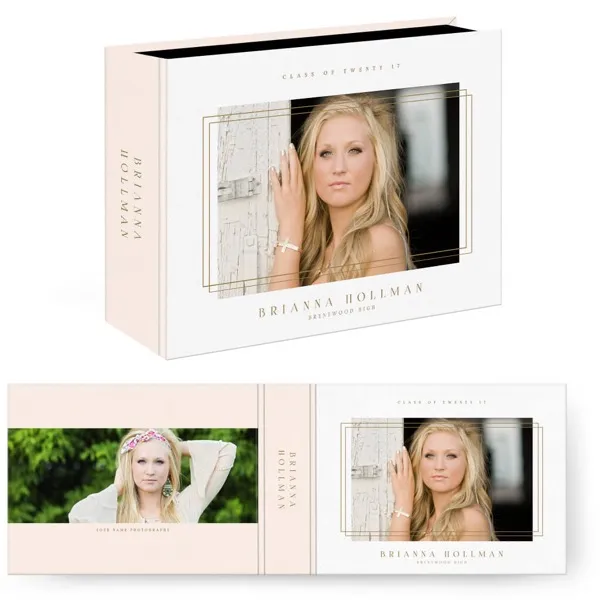 CLASS OF TWENTY 17
BRIANNA
HOLLMAN
BRIANNA HOLLMAN
BRENTWOOD HIGH
CLASS OF TWENTY 17
BRIANNA
HOLLMAN
YOUR NAME PHOTOGRAPHY
BRIANNA HOLLMAN
BRENTWOOD HIGH